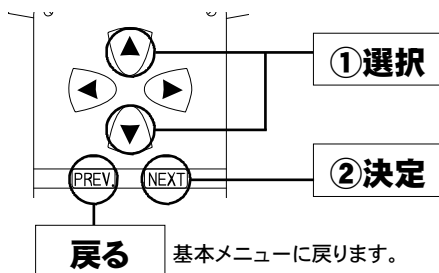 ①選択
PREV.
NEXT
②決定
戻る
基本メニューに戻ります。